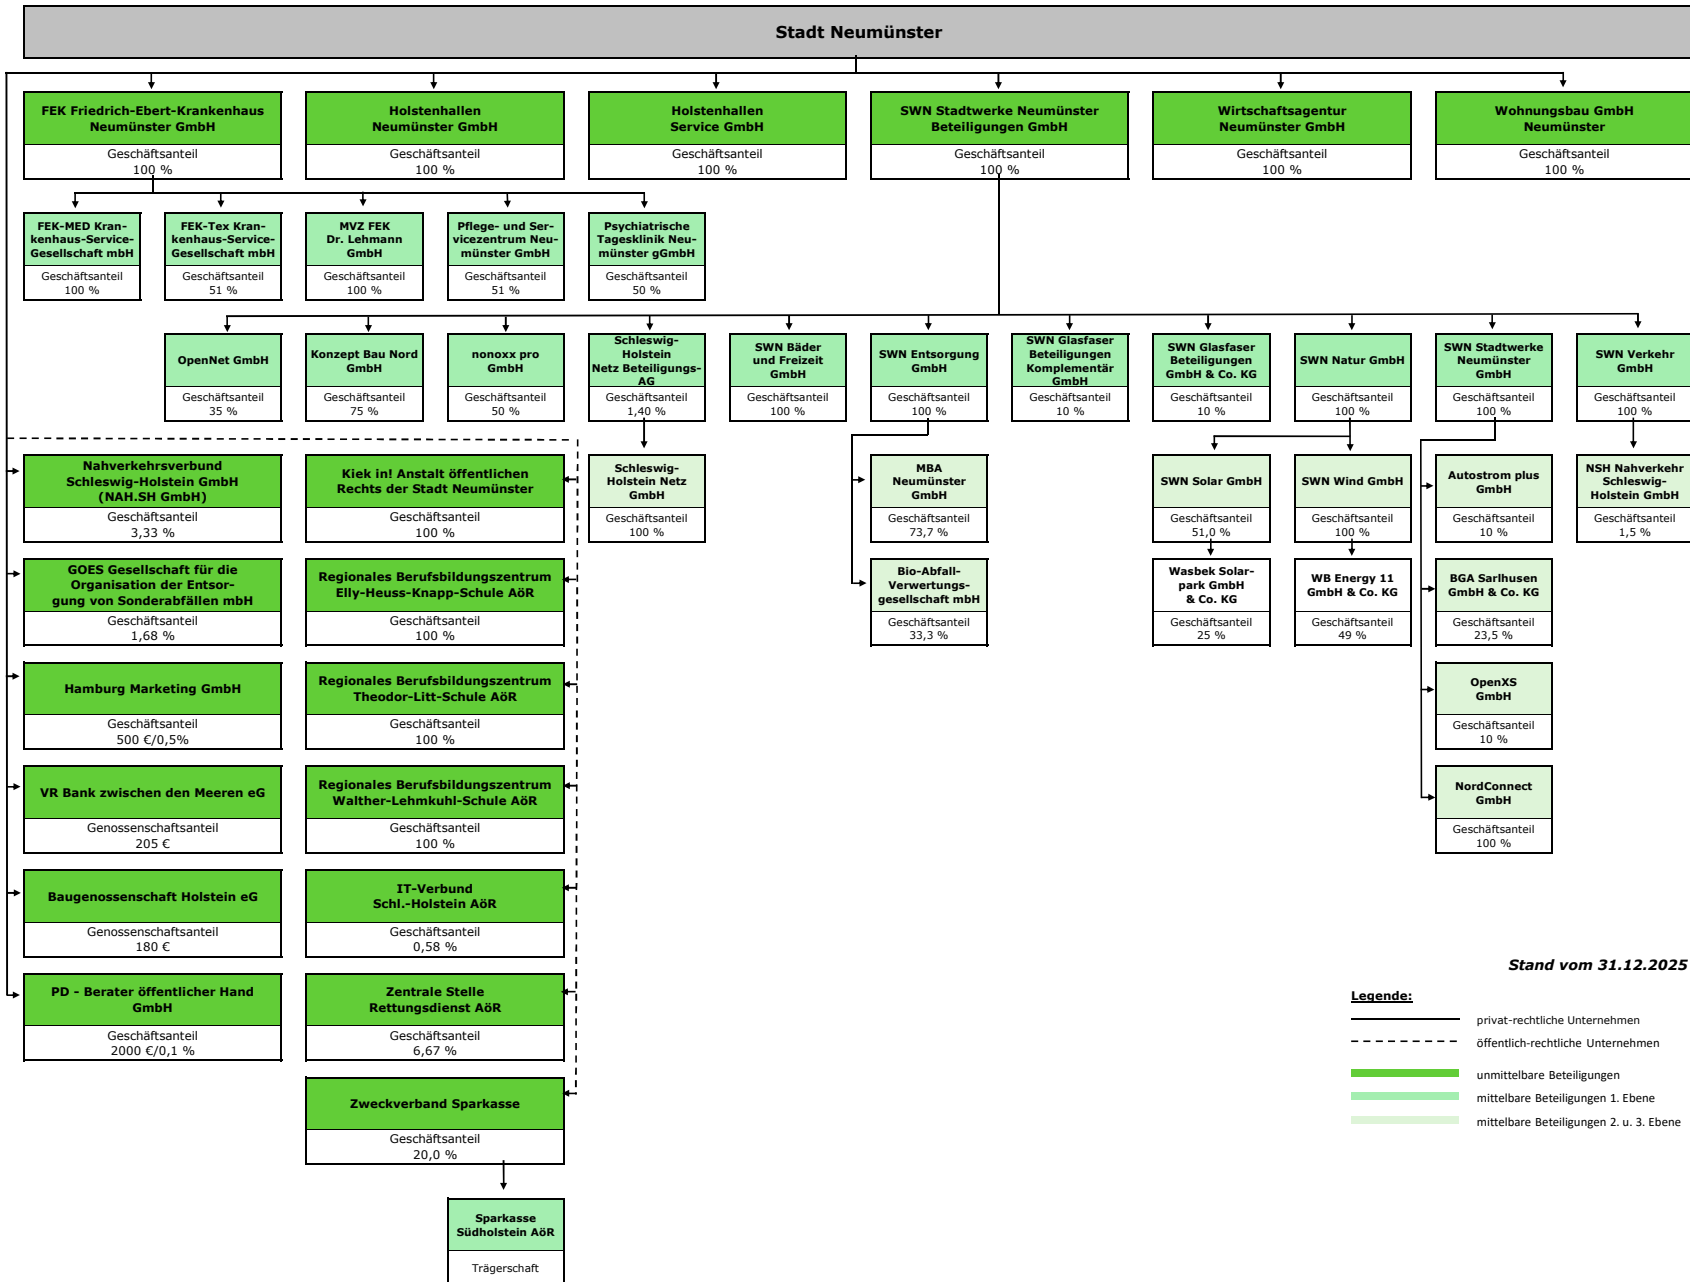 Stadt Neumünster
FEK Friedrich-Ebert-Krankenhaus
Neumünster GmbH
Geschäftsanteil
100 %
Holstenhallen
Neumünster GmbH
Geschäftsanteil
100 %
Holstenhallen
Service GmbH
Geschäftsanteil
100 %
SWN Stadtwerke Neumünster
Beteiligungen GmbH
Geschäftsanteil
100 %
Wirtschaftsagentur
Neumünster GmbH
Geschäftsanteil
100 %
Wohnungsbau GmbH
Neumünster
Geschäftsanteil
100 %
FEK-MED Kran-
kenhaus-Service-
Gesellschaft mbH
Geschäftsanteil
100 %
FEK-Tex Kran-
kenhaus-Service-
Gesellschaft mbH
Geschäftsanteil
51 %
MVZ FEK
Dr. Lehmann
GmbH
Geschäftsanteil
100 %
Pflege- und Ser-
vicezentrum Neu-
münster GmbH
Geschäftsanteil
51 %
Psychiatrische
Tagesklinik Neu-
münster gGmbH
Geschäftsanteil
50 %
OpenNet GmbH
Geschäftsanteil
35 %
Konzept Bau Nord
GmbH
Geschäftsanteil
75 %
nonoxx pro
GmbH
Geschäftsanteil
50 %
Schleswig-
Holstein
Netz Beteiligungs-
AG
Geschäftsanteil
1,40 %
SWN Bäder
und Freizeit
GmbH
Geschäftsanteil
100 %
SWN Entsorgung
GmbH
Geschäftsanteil
100 %
SWN Glasfaser
Beteiligungen
Komplementär
GmbH
Geschäftsanteil
10 %
SWN Glasfaser
Beteiligungen
GmbH & Co. KG
Geschäftsanteil
10 %
SWN Natur GmbH
Geschäftsanteil
100 %
SWN Stadtwerke
Neumünster
GmbH
Geschäftsanteil
100 %
SWN Verkehr
GmbH
Geschäftsanteil
100 %
Nahverkehrsverbund
Schleswig-Holstein GmbH
(NAH.SH GmbH)
Geschäftsanteil
3,33 %
Kiek in! Anstalt öffentlichen
Rechts der Stadt Neumünster
Geschäftsanteil
100 %
Schleswig-
Holstein Netz
GmbH
Geschäftsanteil
100 %
MBA
Neumünster
GmbH
Geschäftsanteil
73,7 %
SWN Solar GmbH
Geschäftsanteil
51,0 %
SWN Wind GmbH
Geschäftsanteil
100 %
Autostrom plus
GmbH
Geschäftsanteil
10 %
NSH Nahverkehr
Schleswig-
Holstein GmbH
Geschäftsanteil
1,5 %
GOES Gesellschaft für die
Organisation der Entsor-
gung von Sonderabfällen mbH
Geschäftsanteil
1,68 %
Regionales Berufsbildungszentrum
Elly-Heuss-Knapp-Schule AöR
Geschäftsanteil
100 %
Bio-Abfall-
Verwertungs-
gesellschaft mbH
Geschäftsanteil
33,3 %
Wasbek Solar-
park GmbH
& Co. KG
Geschäftsanteil
25 %
WB Energy 11
GmbH & Co. KG
Geschäftsanteil
49 %
BGA Sarlhusen
GmbH & Co. KG
Geschäftsanteil
23,5 %
Hamburg Marketing GmbH
Geschäftsanteil
500 €/0,5%
Regionales Berufsbildungszentrum
Theodor-Litt-Schule AöR
Geschäftsanteil
100 %
OpenXS
GmbH
Geschäftsanteil
10 %
VR Bank zwischen den Meeren eG
Genossenschaftsanteil
205 €
Regionales Berufsbildungszentrum
Walther-Lehmkuhl-Schule AöR
Geschäftsanteil
100 %
NordConnect
GmbH
Geschäftsanteil
100 %
Baugenossenschaft Holstein eG
Genossenschaftsanteil
180 €
IT-Verbund
Schl.-Holstein AöR
Geschäftsanteil
0,58 %
PD - Berater öffentlicher Hand
GmbH
Geschäftsanteil
2000 €/0,1 %
Zentrale Stelle
Rettungsdienst AöR
Geschäftsanteil
6,67 %
Zweckverband Sparkasse
Geschäftsanteil
20,0 %
Sparkasse
Südholstein AöR
Trägerschaft
Stand vom 31.12.2025
Legende:
privat-rechtliche Unternehmen
öffentlich-rechtliche Unternehmen
unmittelbare Beteiligungen
mittelbare Beteiligungen 1. Ebene
mittelbare Beteiligungen 2. u. 3. Ebene